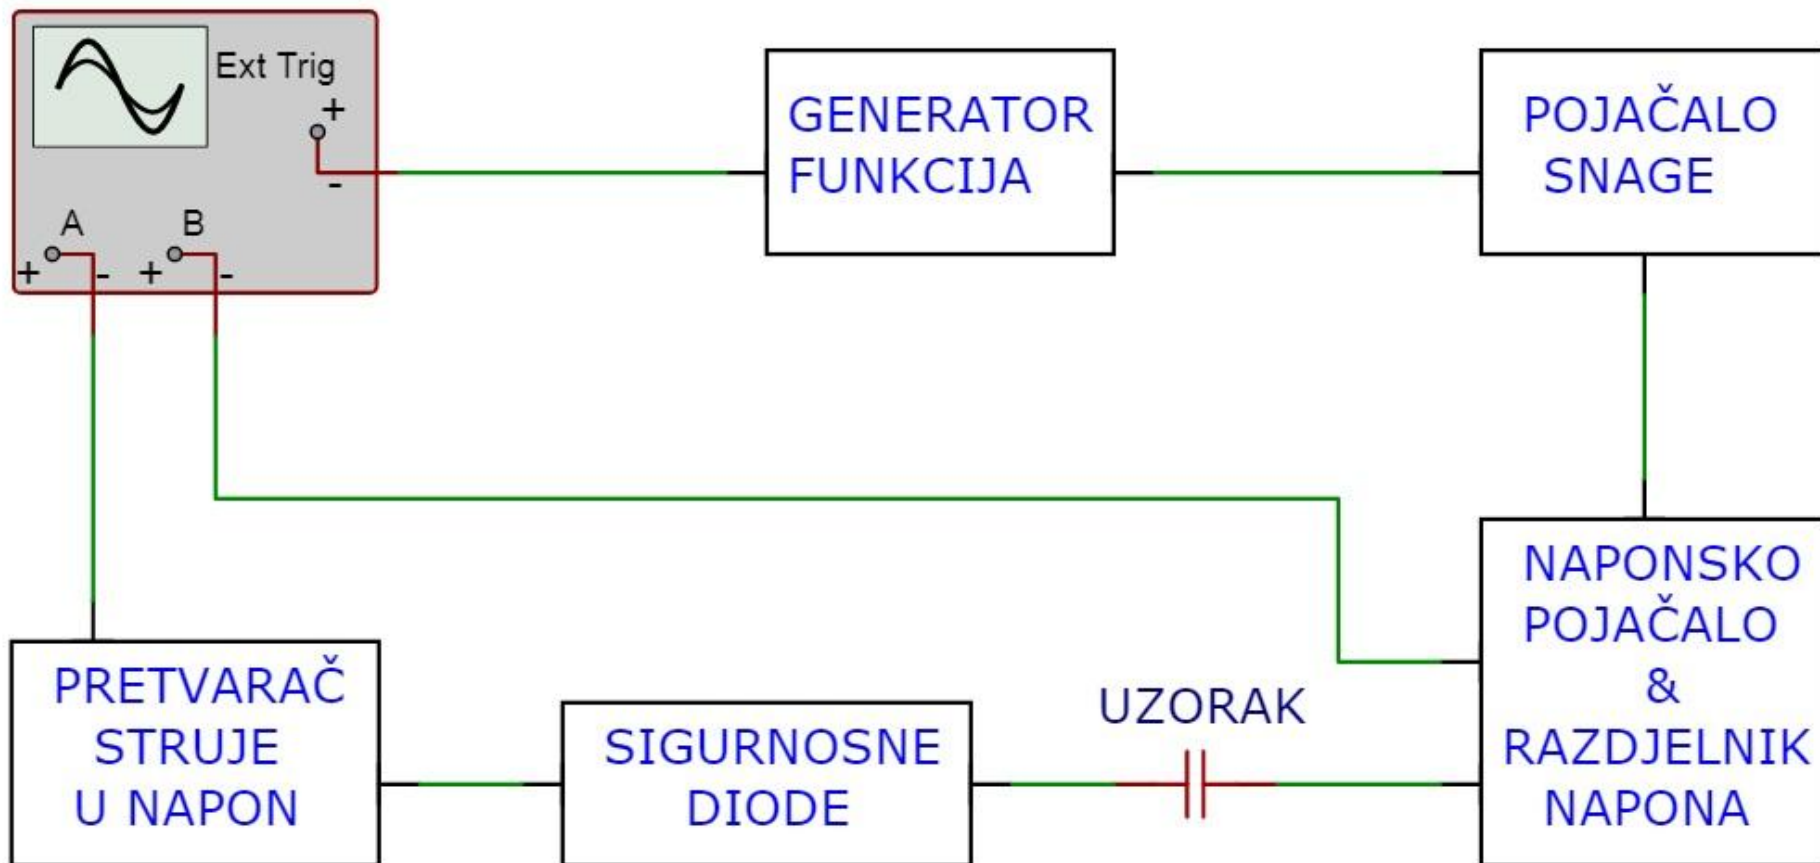 Ext Trig
+
-
A
B
+
-
+
-
GENERATOR
FUNKCIJA
POJAČALO
SNAGE
NAPONSKO
POJAČALO
&
RAZDJELNIK
NAPONA
UZORAK
SIGURNOSNE
DIODE
PRETVARAČ
STRUJE
U NAPON